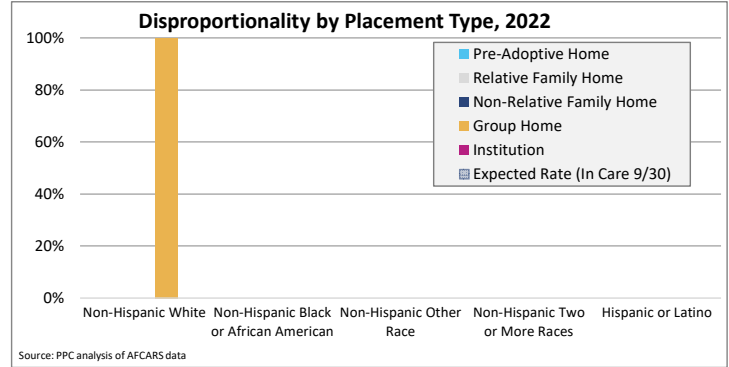 Disproportionality by Placement Type, 2022
100%
80%
60%
40%
20%
0%
Pre-Adoptive Home
Relative Family Home
Non-Relative Family Home
Group Home
Institution
Expected Rate (In Care 9/30)
Non-Hispanic White
Non-Hispanic Black
or African American
Non-Hispanic Other
Race
Non-Hispanic Two
or More Races
Hispanic or Latino
Source: PPC analysis of AFCARS data